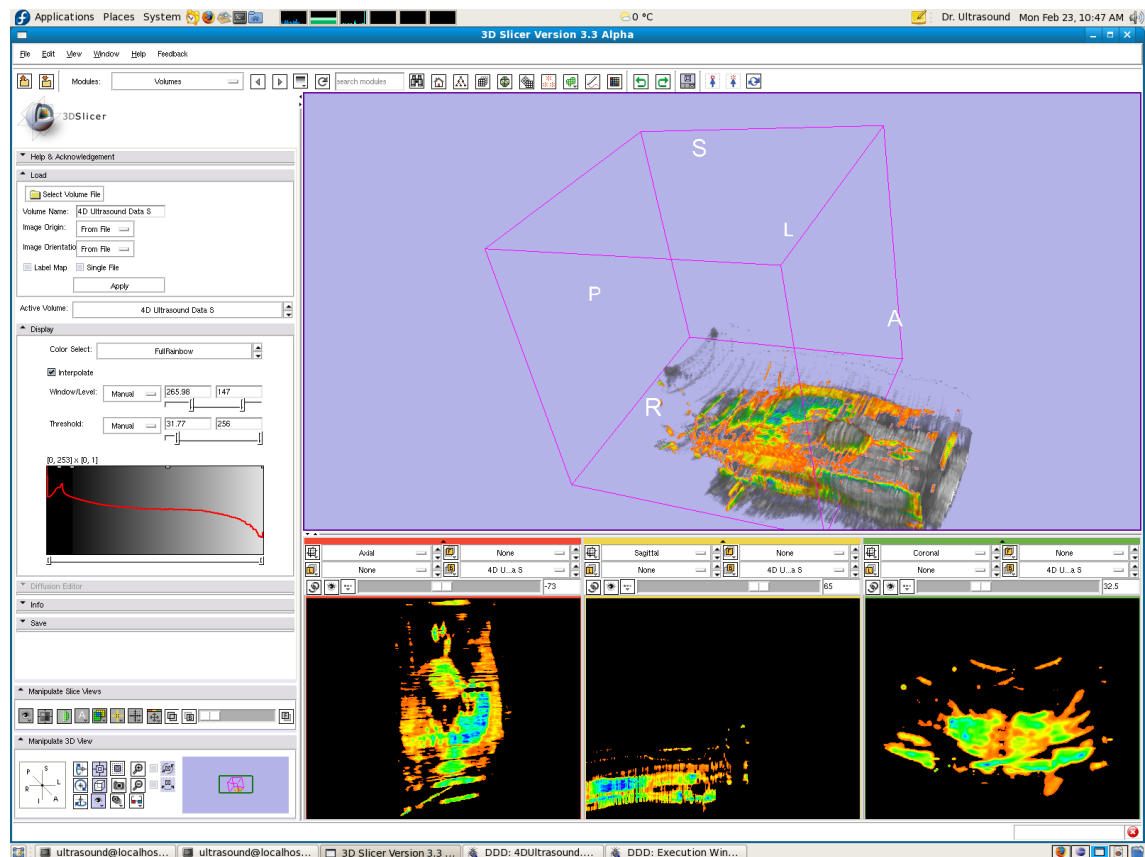 Applications Places System 0 °C Dr. Ultrasound Mon Feb 23, 10:47 AM
3D Slicer Version 3.3 Alpha
File Edit View Window Help Feedback
Modules: Volumes search modules
3DSlicer
Help & Acknowledgement
Load
Select Volume File
Volume Name: 4D Ultrasound Data S
Image Origin: From File
Image Orientatio From File
Label Map Single File
Apply
Active Volume: 4D Ultrasound Data S
Display
Color Select: FullRainbow
Interpolate
Window/Level: Manual 265.98 147
Threshold: Manual 31.77 256
[0, 253] x [0, 1]
Diffusion Editor
Info
Save
Manipulate Slice Views
A
Manipulate 3D View
P S
R L
I A
S
L
P
A
R
Axial None
None 4D U...a S
-73
Sagittal None
None 4D U...a S
65
Coronal None
None 4D U...a S
32.5
ultrasound@localhos... ultrasound@localhos... 3D Slicer Version 3.3 ... DDD: 4DUltrasound.... DDD: Execution Win...